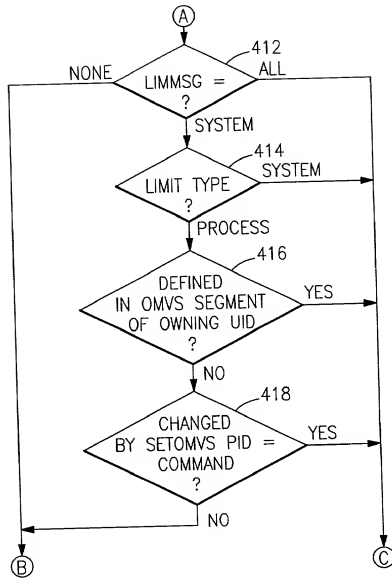 A
412
NONE
LIMMSG =
?
ALL
SYSTEM
414
LIMIT TYPE
?
SYSTEM
PROCESS
416
DEFINED
IN OMVS SEGMENT
OF OWNING UID
?
YES
NO
418
CHANGED
BY SETOMVS PID =
COMMAND
?
YES
NO
B
C